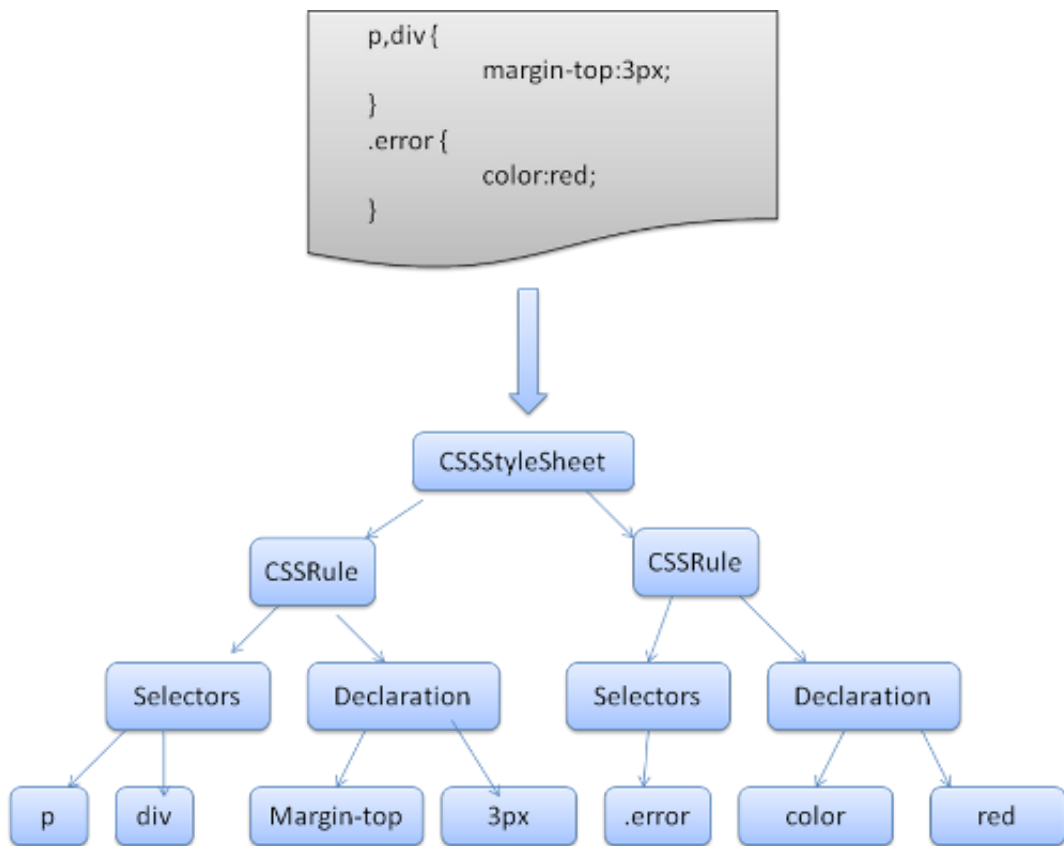 p,div {
margin-top:3px;
}
.error {
color:red;
}
CSSStyleSheet
CSSRule
CSSRule
Selectors
Declaration
Selectors
Declaration
p
div
Margin-top
3px
.error
color
red